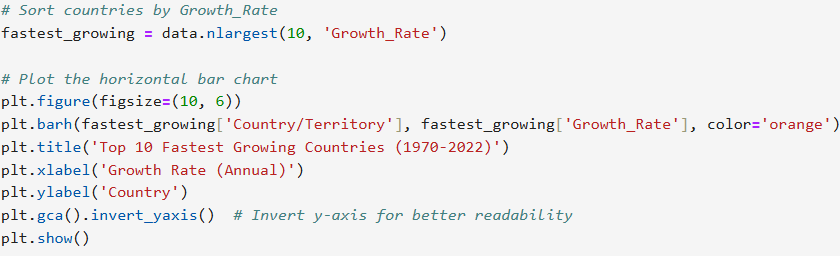 # Sort countries by Growth_Rate
fastest_growing = data.nlargest(10, 'Growth_Rate')
# Plot the horizontal bar chart
plt.figure(figsize=(10, 6))
plt.barh(fastest_growing['Country/Territory'], fastest_growing['Growth_Rate'], color='orange')
plt.title('Top 10 Fastest Growing Countries (1970-2022)')
plt.xlabel('Growth Rate (Annual)')
plt.ylabel('Country')
plt.gca().invert_yaxis()  # Invert y-axis for better readability
plt.show()